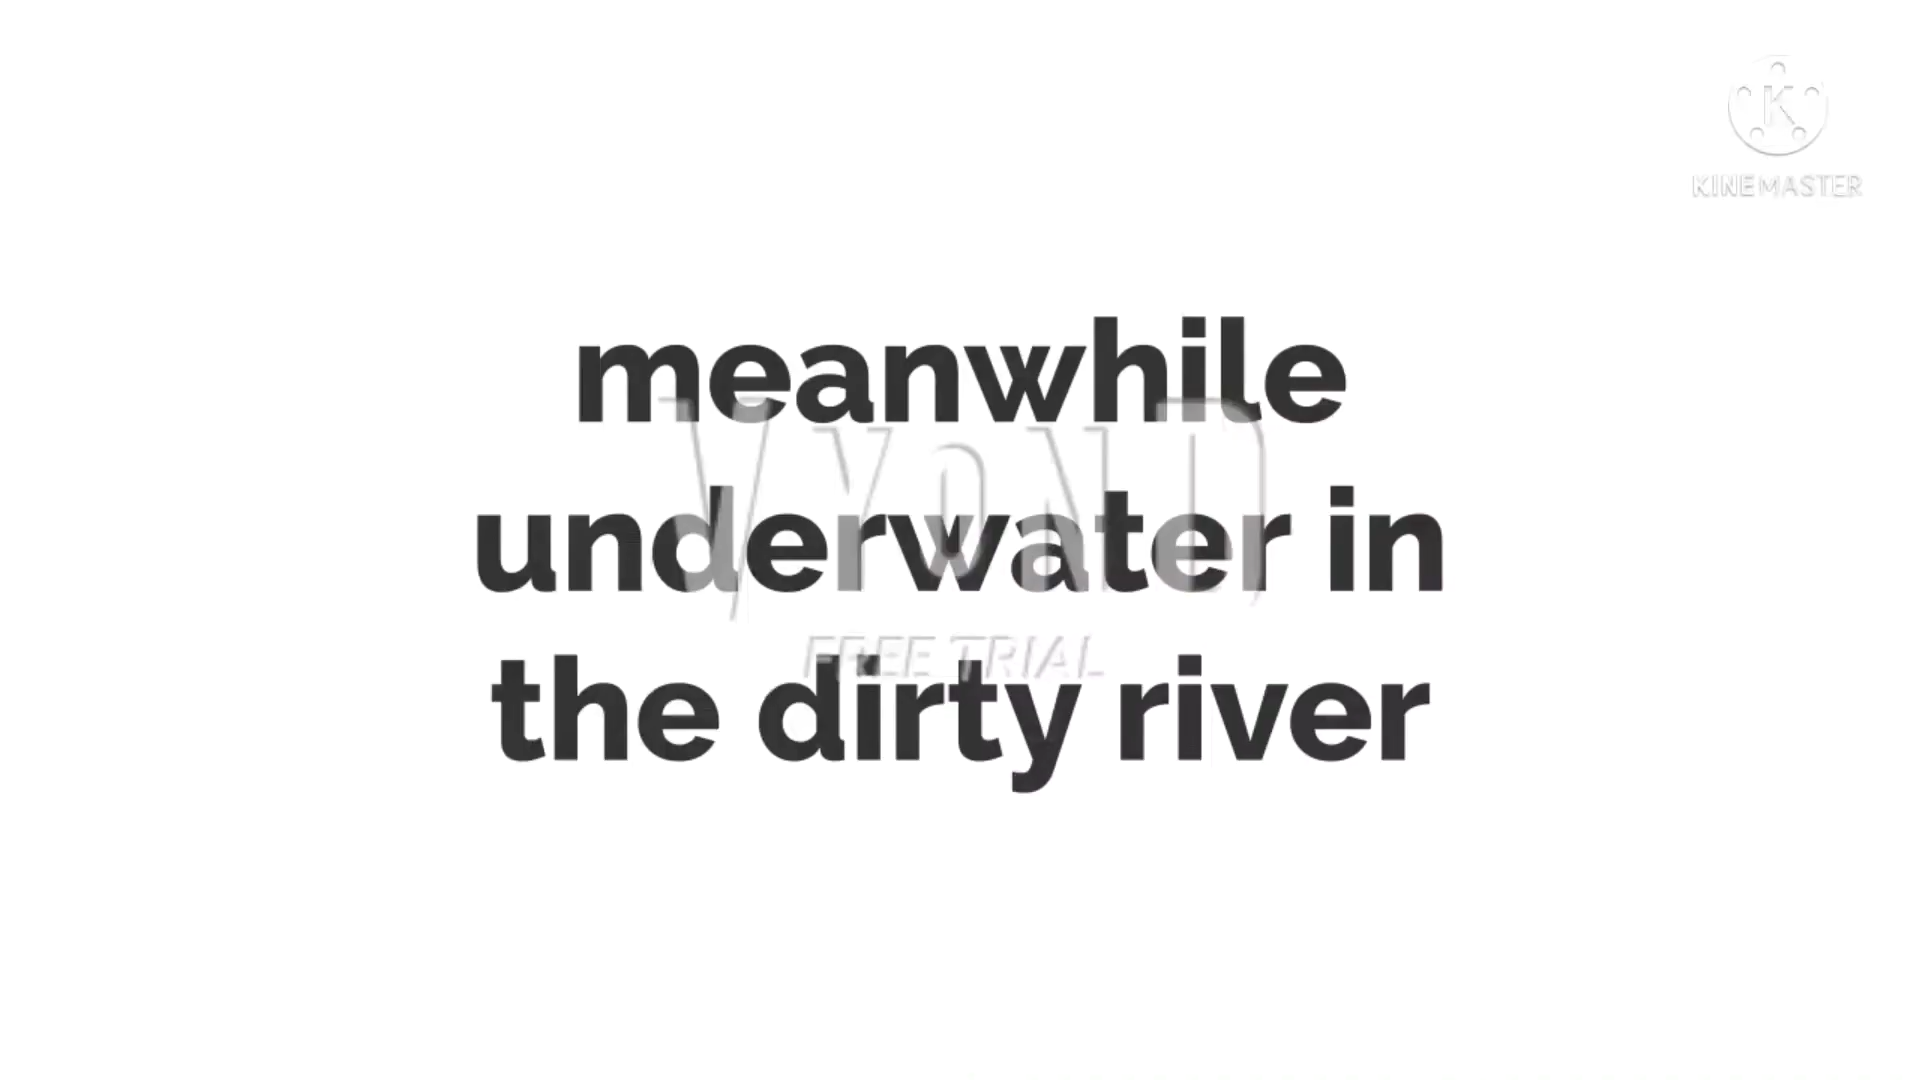 KINEMASTER
meanwhile
VYOND
underwater in
FREE TRIAL
the dirty river